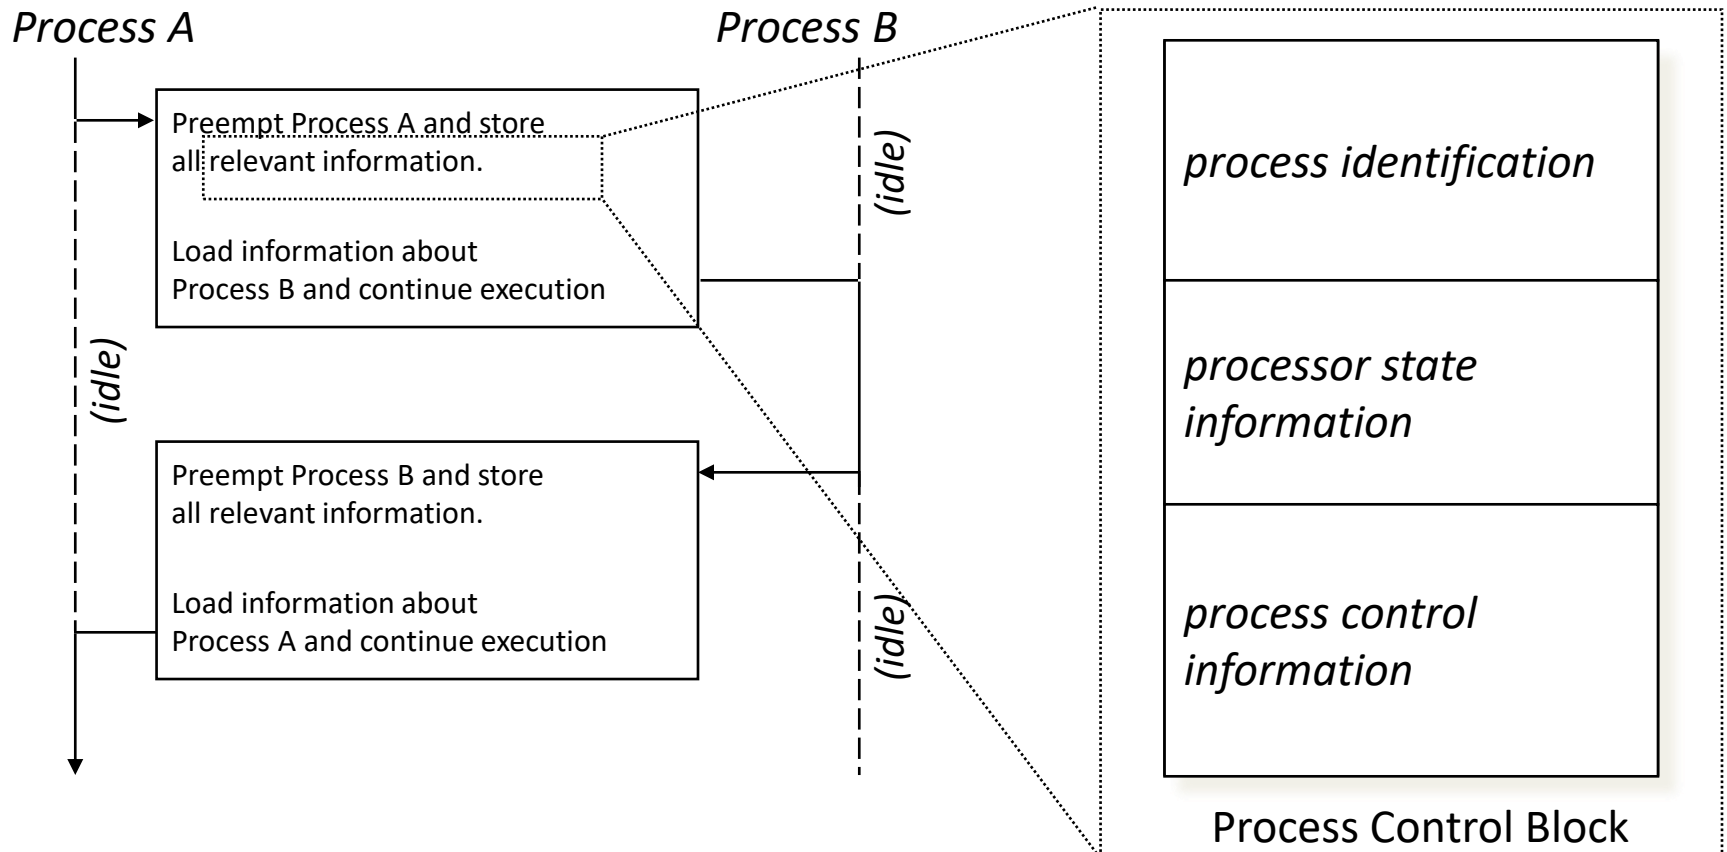 Process A
Process B
Preempt Process A and store
all relevant information.
Load information about
Process B and continue execution
(idle)
(idle)
Preempt Process B and store
all relevant information.
Load information about
Process A and continue execution
(idle)
process identification
processor state
information
process control
information
Process Control Block